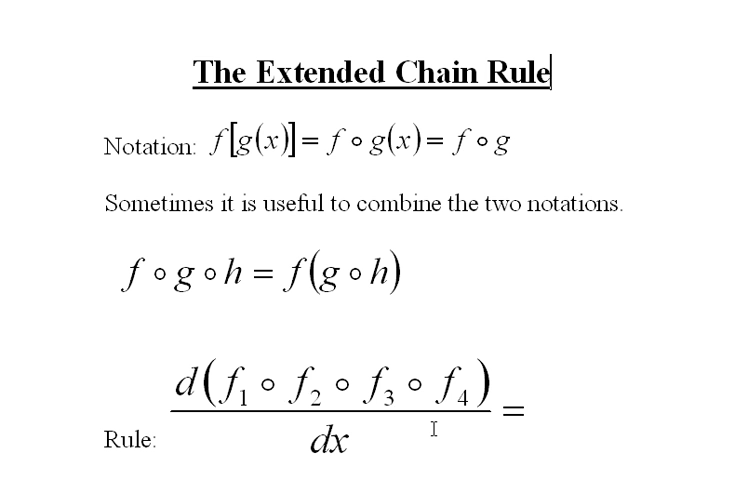 The Extended Chain Rule
Notation: f[g(x)] = f ∘ g(x) = f ∘ g
Sometimes it is useful to combine the two notations.
f ∘ g ∘ h = f(g ∘ h)
Rule: d(f₁ ∘ f₂ ∘ f₃ ∘ f₄)/dx =